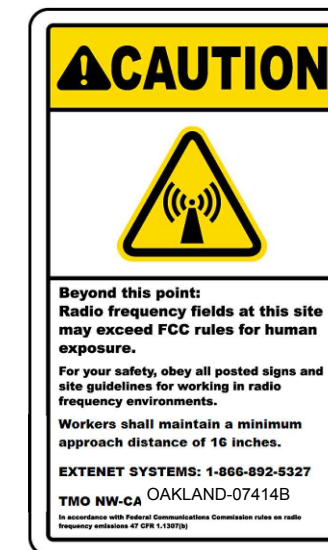 CAUTION
Beyond this point:
Radio frequency fields at this site
may exceed FCC rules for human
exposure.
For your safety, obey all posted signs and
site guidelines for working in radio
frequency environments.
Workers shall maintain a minimum
approach distance of 16 inches.
EXTENET SYSTEMS: 1-866-892-5327
TMO NW-CA OAKLAND-07414B
In accordance with Federal Communications Commission rules on radio
frequency emissions 47 CFR 1.1307(b)